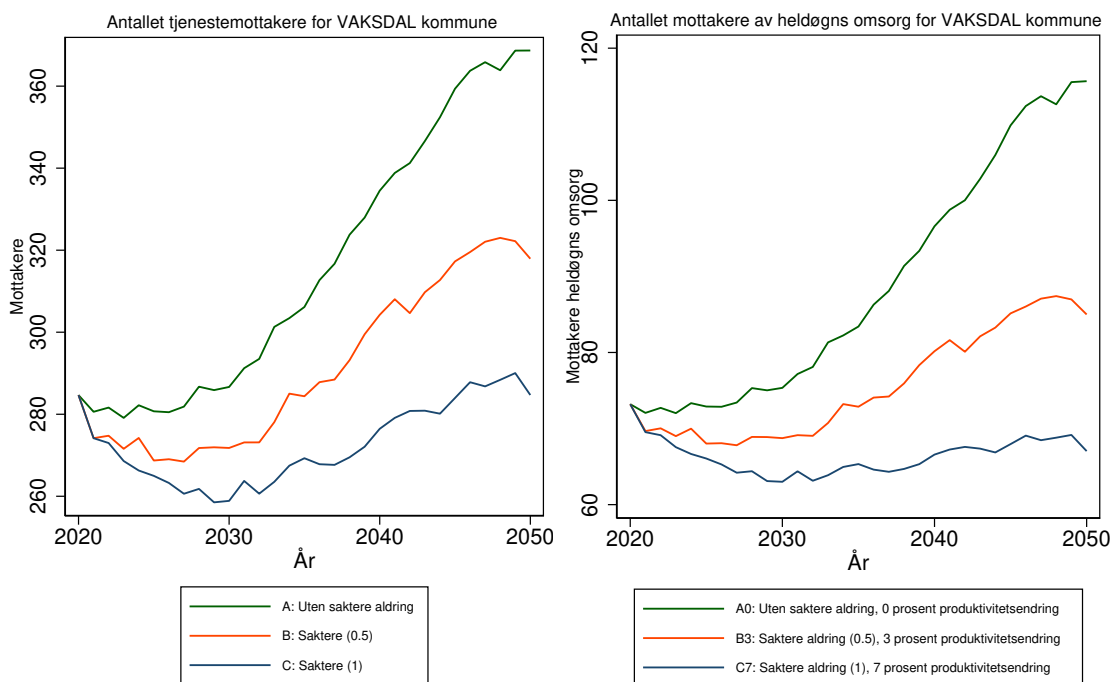 Antallet tjenestemottakere for VAKSDAL kommune
Mottakere
360
340
320
300
280
260
2020
2030
2040
2050
År
A: Uten saktere aldring
B: Saktere (0.5)
C: Saktere (1)
Antallet mottakere av heldøgns omsorg for VAKSDAL kommune
Mottakere heldøgns omsorg
120
100
80
60
2020
2030
2040
2050
År
A0: Uten saktere aldring, 0 prosent produktivitetsendring
B3: Saktere aldring (0.5), 3 prosent produktivitetsendring
C7: Saktere aldring (1), 7 prosent produktivitetsendring